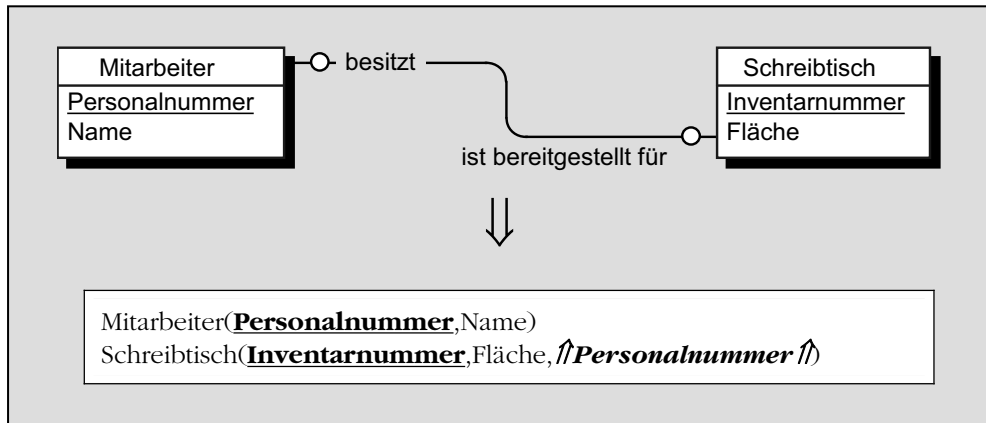 Mitarbeiter
Personalnummer
Name
besitzt
ist bereitgestellt für
Schreibtisch
Inventarnummer
Fläche
⇓
Mitarbeiter(Personalnummer,Name)
Schreibtisch(Inventarnummer,Fläche,⇑Personalnummer⇑)